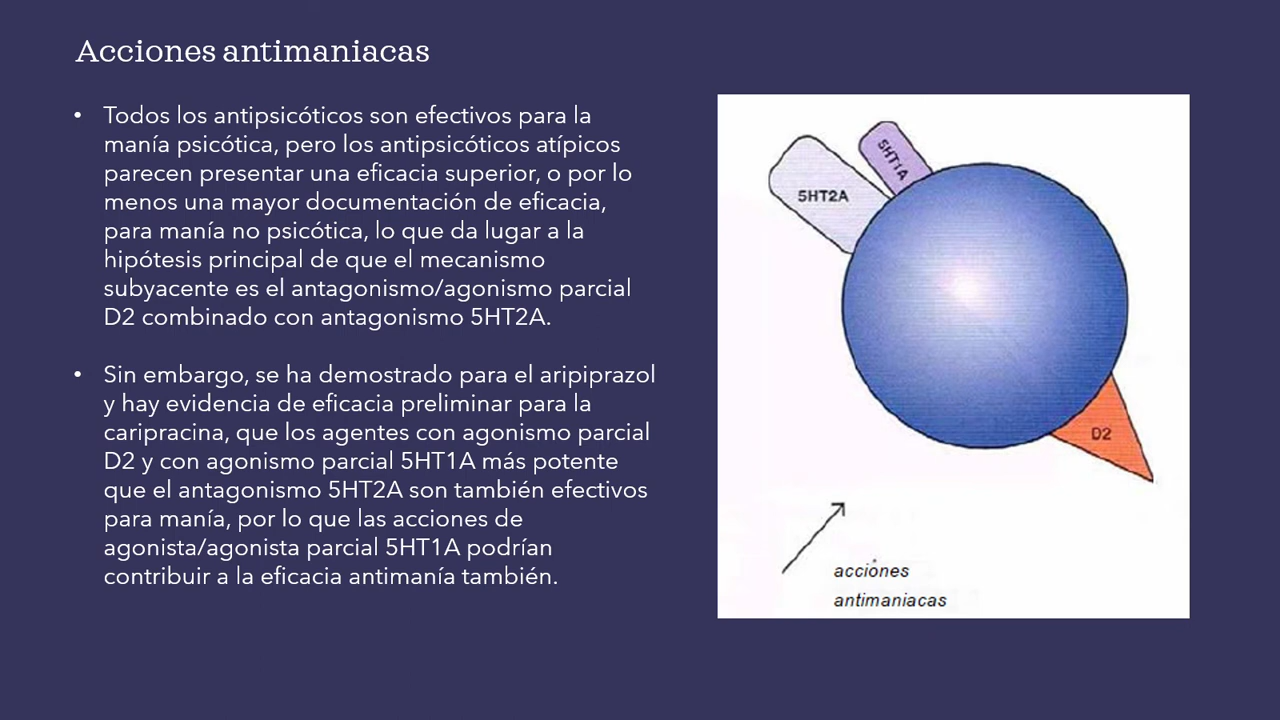 Acciones antimaniacas
• Todos los antipsicóticos son efectivos para la
manía psicótica, pero los antipsicóticos atípicos
parecen presentar una eficacia superior, o por lo
menos una mayor documentación de eficacia,
para manía no psicótica, lo que da lugar a la
hipótesis principal de que el mecanismo
subyacente es el antagonismo/agonismo parcial
D2 combinado con antagonismo 5HT2A.
• Sin embargo, se ha demostrado para el aripiprazol
y hay evidencia de eficacia preliminar para la
caripracina, que los agentes con agonismo parcial
D2 y con agonismo parcial 5HT1A más potente
que el antagonismo 5HT2A son también efectivos
para manía, por lo que las acciones de
agonista/agonista parcial 5HT1A podrían
contribuir a la eficacia antimanía también.
5HT1A
5HT2A
D2
acciones
antimaniacas